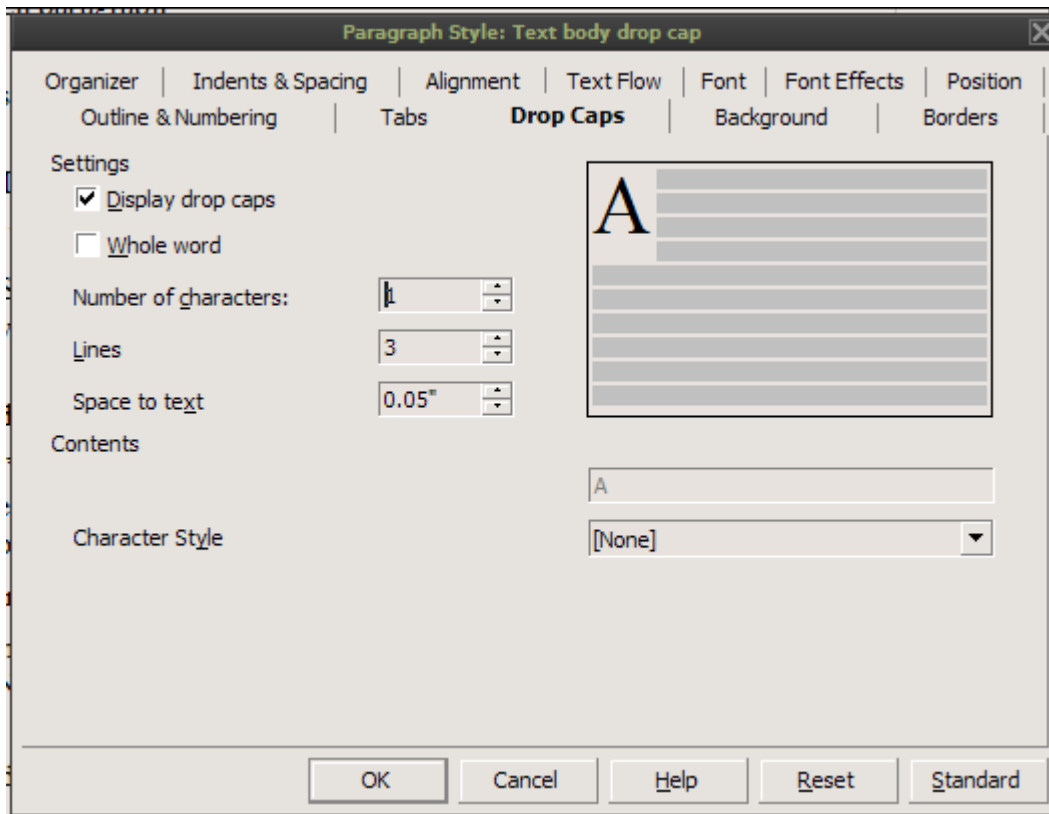 Paragraph Style: Text body drop cap
Organizer Indents & Spacing Alignment Text Flow Font Font Effects Position
Outline & Numbering Tabs Drop Caps Background Borders
Settings
Display drop caps
A
Whole word
Number of characters: 1
Lines 3
Space to text 0.05"
Contents
A
Character Style [None]
OK Cancel Help Reset Standard